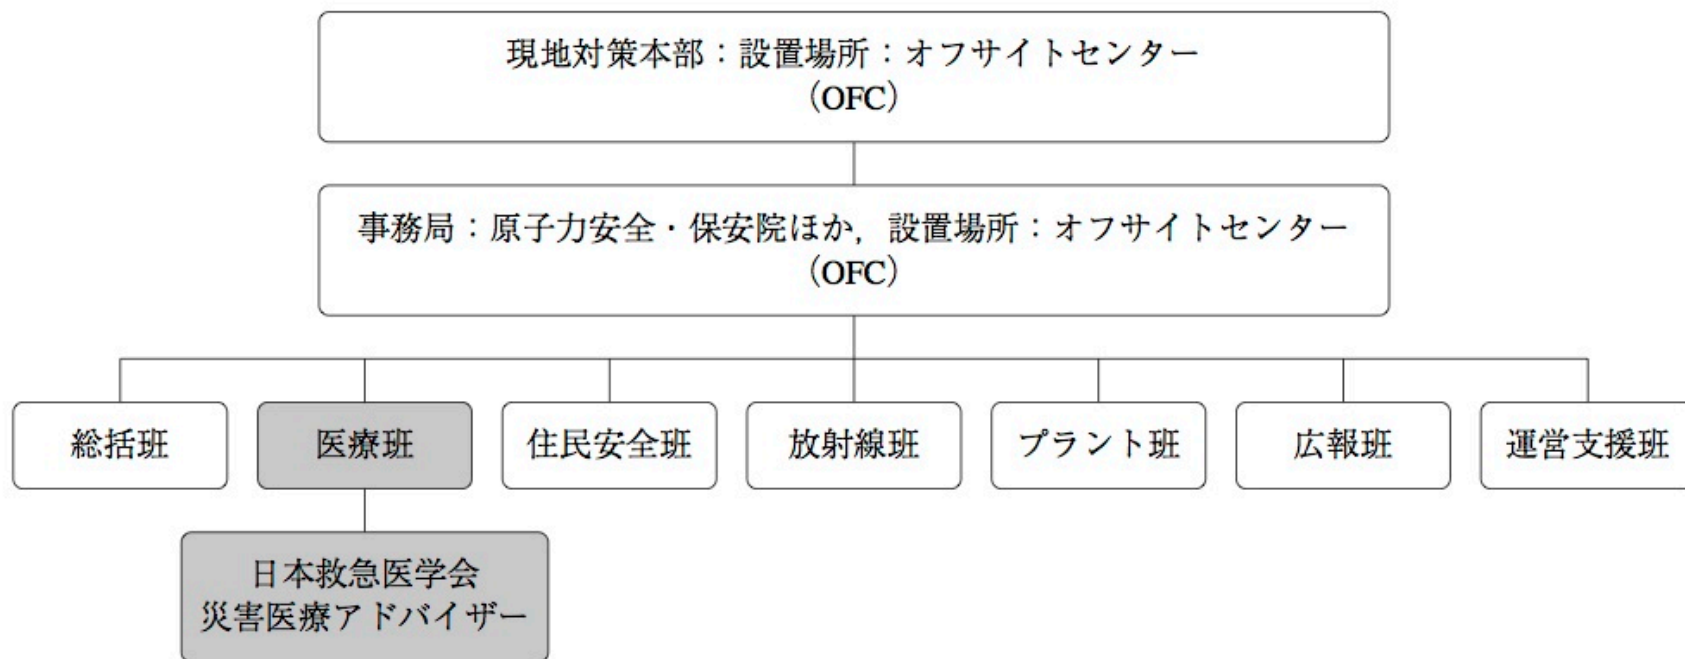 現地対策本部：設置場所：オフサイトセンター
（OFC）
事務局：原子力安全・保安院ほか，設置場所：オフサイトセンター
（OFC）
総括班
医療班
住民安全班
放射線班
プラント班
広報班
運営支援班
日本救急医学会
災害医療アドバイザー